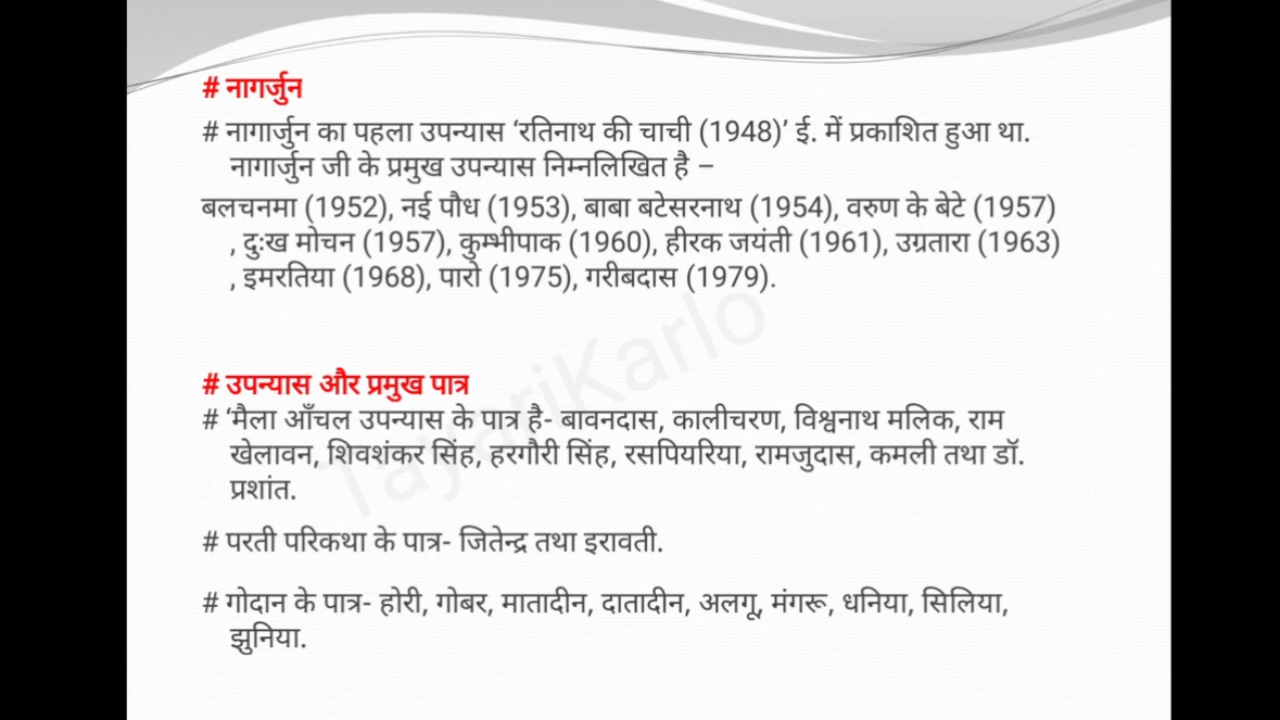 # नागर्जुन
# नागार्जुन का पहला उपन्यास ‘रतिनाथ की चाची (1948)’ ई. में प्रकाशित हुआ था.
नागार्जुन जी के प्रमुख उपन्यास निम्नलिखित है –
बलचनमा (1952), नई पौध (1953), बाबा बटेसरनाथ (1954), वरुण के बेटे (1957)
, दुःख मोचन (1957), कुम्भीपाक (1960), हीरक जयंती (1961), उग्रतारा (1963)
, इमरतिया (1968), पारो (1975), गरीबदास (1979).
# उपन्यास और प्रमुख पात्र
# ‘मैला आँचल उपन्यास के पात्र है- बावनदास, कालीचरण, विश्वनाथ मलिक, राम
खेलावन, शिवशंकर सिंह, हरगौरी सिंह, रसपियरिया, रामजुदास, कमली तथा डॉ.
प्रशांत.
# परती परिकथा के पात्र- जितेन्द्र तथा इरावती.
# गोदान के पात्र- होरी, गोबर, मातादीन, दातादीन, अलगू, मंगरू, धनिया, सिलिया,
झुनिया.
TayariKarlo